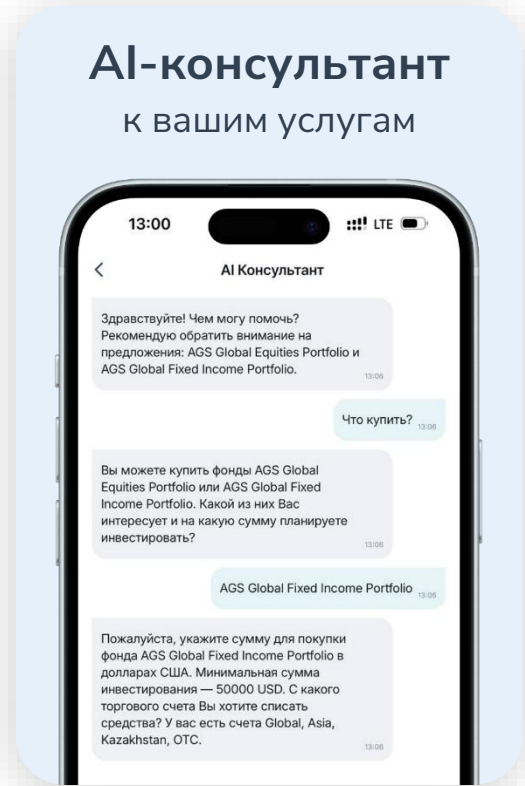 AI-консультант
к вашим услугам
13:00
LTE
AI Консультант
Здравствуйте! Чем могу помочь?
Рекомендую обратить внимание на
предложения: AGS Global Equities Portfolio и
AGS Global Fixed Income Portfolio.
13:06
Что купить?
13:06
Вы можете купить фонды AGS Global
Equities Portfolio или AGS Global Fixed
Income Portfolio. Какой из них Вас
интересует и на какую сумму планируете
инвестировать?
13:06
AGS Global Fixed Income Portfolio
13:06
Пожалуйста, укажите сумму для покупки
фонда AGS Global Fixed Income Portfolio в
долларах США. Минимальная сумма
инвестирования — 50000 USD. С какого
торгового счета Вы хотите списать
средства? У вас есть счета Global, Asia,
Kazakhstan, OTC.
13:06